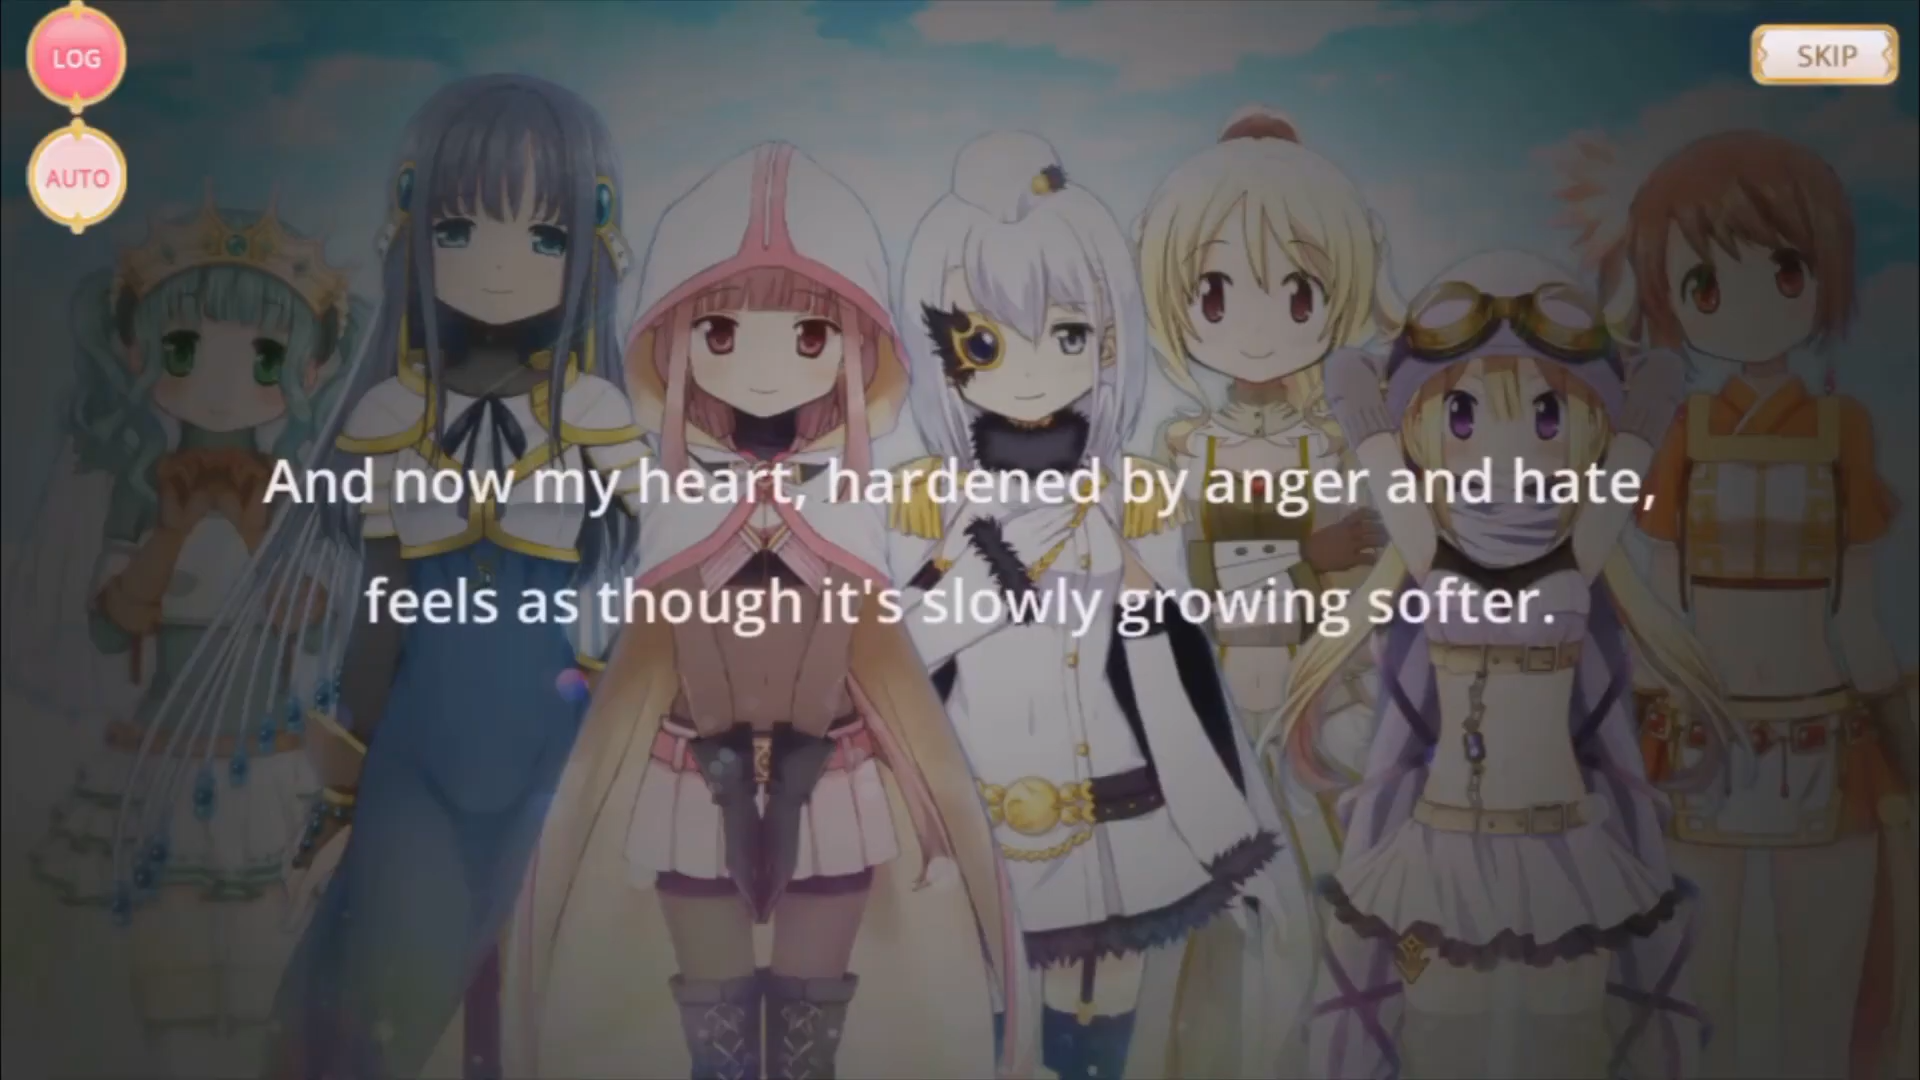 LOG
SKIP
AUTO
And now my heart, hardened by anger and hate,
feels as though it's slowly growing softer.